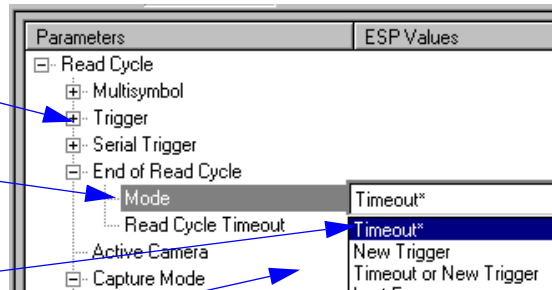 Parameters ESP Values
Read Cycle
Multisymbol
Trigger
Serial Trigger
End of Read Cycle
Mode Timeout*
Read Cycle Timeout Timeout*
Active Camera New Trigger
Capture Mode Timeout or New Trigger